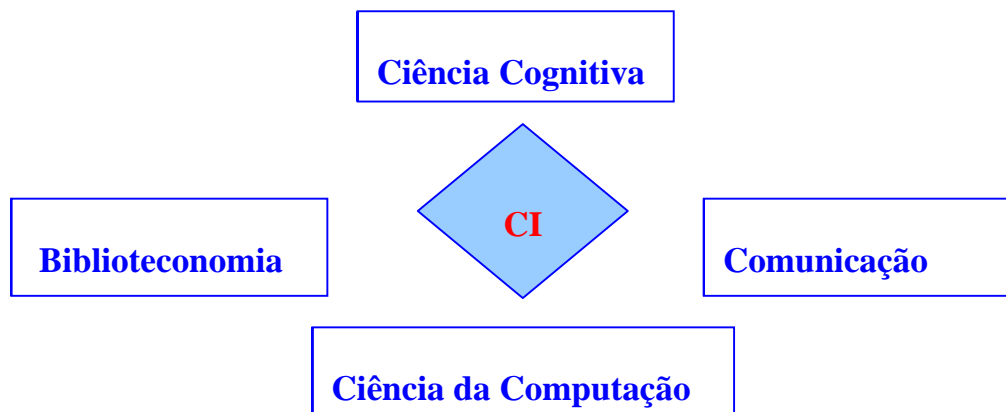 Ciência Cognitiva
CI
Biblioteconomia
Comunicação
Ciência da Computação